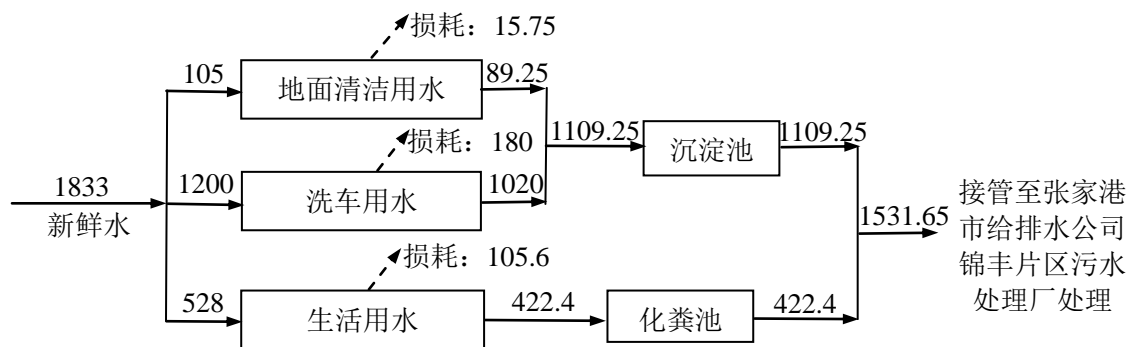 损耗：15.75
105
地面清洁用水
89.25
损耗：180
1109.25
沉淀池
1109.25
1833
新鲜水
1200
洗车用水
1020
接管至张家港
市给排水公司
锦丰片区污水
处理厂处理
1531.65
损耗：105.6
528
生活用水
422.4
化粪池
422.4